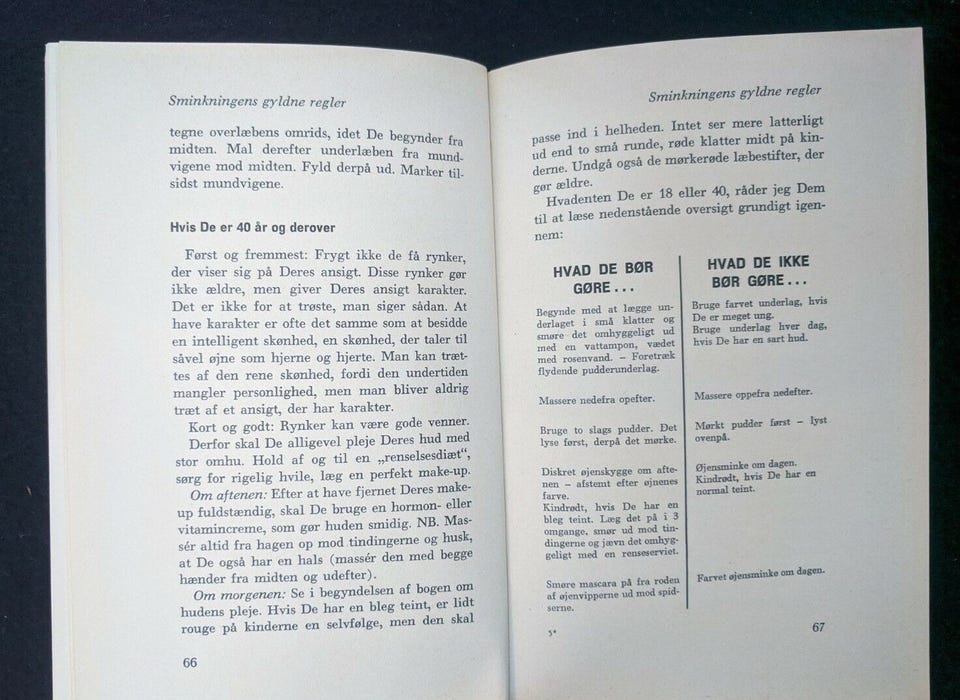 Sminkningens gyldne regler
tegne overlæbens omrids, idet De begynder fra
midten. Mal derefter underlæben fra mund-
vigene mod midten. Fyld derpå ud. Marker til-
sidst mundvigene.
Hvis De er 40 år og derover
Først og fremmest: Frygt ikke de få rynker,
der viser sig på Deres ansigt. Disse rynker gør
ikke ældre, men giver Deres ansigt karakter.
Det er ikke for at trøste, man siger sådan. At
have karakter er ofte det samme som at besidde
en intelligent skønhed, en skønhed, der taler til
såvel øjne som hjerne og hjerte. Man kan træt-
tes af den rene skønhed, fordi den undertiden
mangler personlighed, men man bliver aldrig
træt af et ansigt, der har karakter.
Kort og godt: Rynker kan være gode venner.
Derfor skal De alligevel pleje Deres hud med
stor omhu. Hold af og til en „renselsesdiæt",
sørg for rigelig hvile, læg en perfekt make-up.
Om aftenen: Efter at have fjernet Deres make-
up fuldstændig, skal De bruge en hormon- eller
vitamincreme, som gør huden smidig. NB. Mas-
sér altid fra hagen op mod tindingerne og husk,
at De også har en hals (massér den med begge
hænder fra midten og udefter).
Om morgenen: Se i begyndelsen af bogen om
hudens pleje. Hvis De har en bleg teint, er lidt
rouge på kinderne en selvfølge, men den skal
66
Sminkningens gyldne regler
passe ind i helheden. Intet ser mere latterligt
ud end to små runde, røde klatter midt på kin-
derne. Undgå også de mørkerøde læbestifter, der
gør ældre.
Hvadenten De er 18 eller 40, råder jeg Dem
til at læse nedenstående oversigt grundigt igen-
nem:
HVAD DE BØR
GØRE...
Begynde med at lægge un-
derlaget i små klatter og
smøre det omhyggeligt ud
med en vattampon, vædet
med rosenvand. – Foretræk
flydende pudderunderlag.
Massere nedefra opefter.
Bruge to slags pudder. Det
lyse først, derpå det mørke.
Diskret øjenskygge om afte-
nen – afstemt efter øjnenes
farve.
Kindrødt, hvis De har en
bleg teint. Læg det på i 3
omgange, smør ud mod tin-
dingerne og jævn det omhyg-
geligt med en renseserviet.
Smøre mascara på fra roden
af øjenvipperne ud mod spid-
serne.
HVAD DE IKKE
BØR GØRE...
Bruge farvet underlag, hvis
De er meget ung.
Bruge underlag hver dag,
hvis De har en sart hud.
Massere oppefra nedefter.
Mørkt pudder først – lyst
ovenpå.
Øjensminke om dagen.
Kindrødt, hvis De har en
normal teint.
Farvet øjensminke om dagen.
5*
67